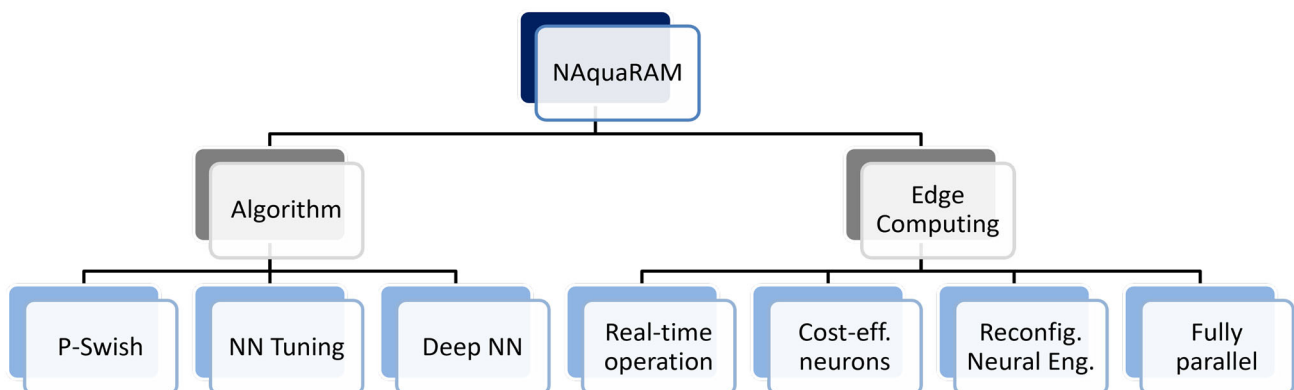 NAquaRAM
Algorithm
Edge
Computing
P-Swish
NN Tuning
Deep NN
Real-time
operation
Cost-eff.
neurons
Reconfig.
Neural Eng.
Fully
parallel